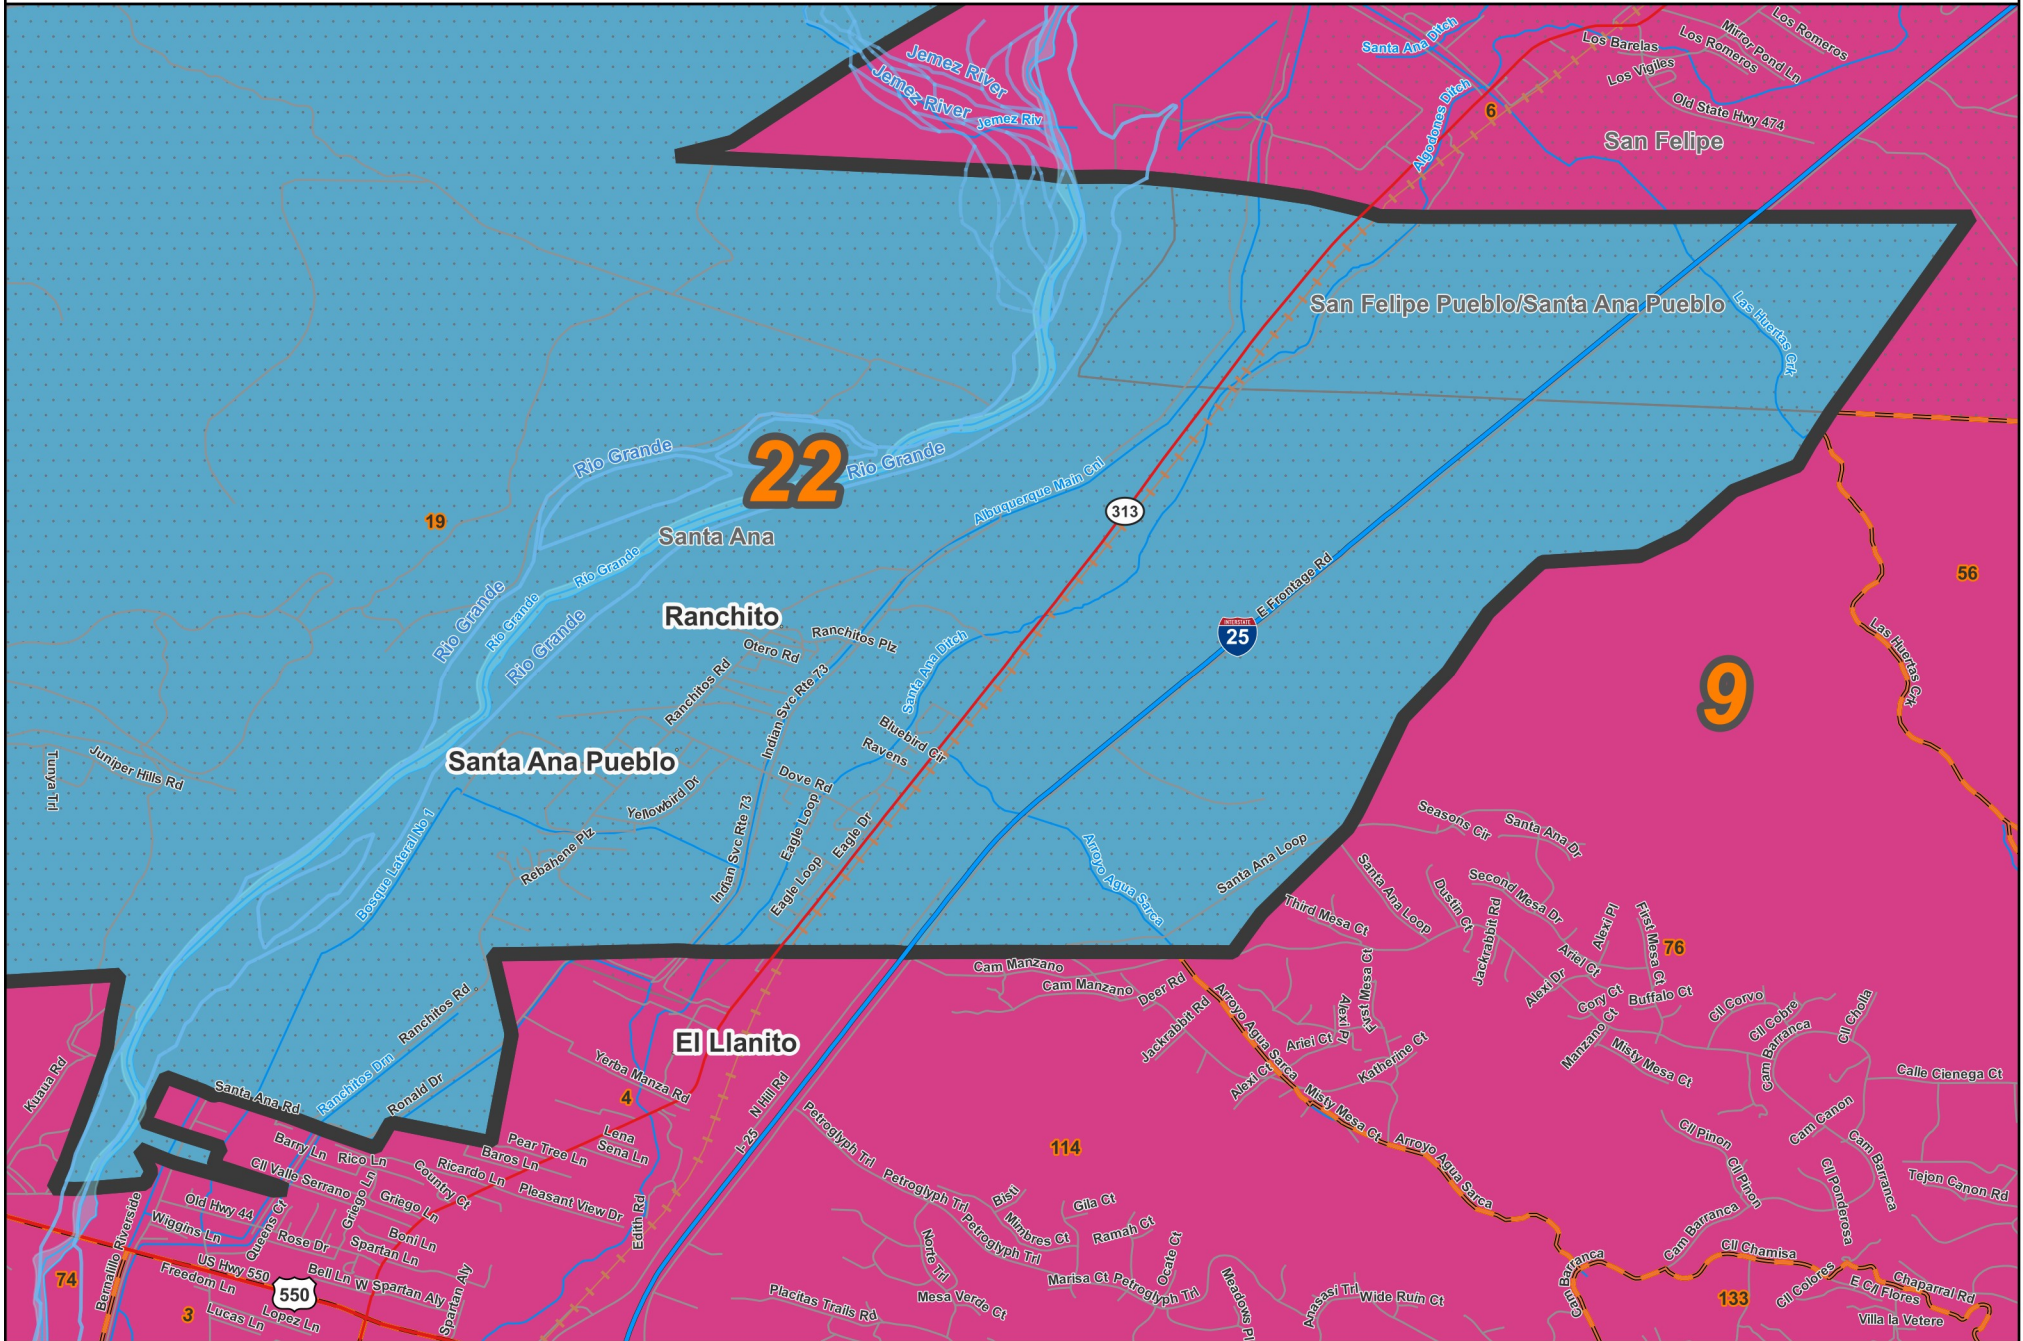 Santa Ana Ditch
Los Barelas
Los Romeros
Mirror Pond Ln
Los Romeros
Los Vigiles
Old State Hwy 474
Jemez River
Jemez River
Jemez Riv
Algodones Ditch
6
San Felipe
San Felipe Pueblo/Santa Ana Pueblo
Las Huertas Crk
Rio Grande
22
Rio Grande
Albuquerque Main Cnl
313
19
Santa Ana
Rio Grande
Rio Grande
Rio Grande
Rio Grande
E Frontage Rd
INTERSTATE
25
56
Las Huertas Crk
9
Ranchito
Ranchitos Plz
Otero Rd
Ranchitos Rd
Indian Svc Rte 73
Santa Ana Ditch
Bluebird Cir
Ravens
Santa Ana Pueblo
Juniper Hills Rd
Tunya Trl
Dove Rd
Yellowbird Dr
Rebahene Plz
Bosque Lateral No 1
Indian Svc Rte 73
Eagle Loop
Eagle Dr
Eagle Loop
Arroyo Agua Sarca
Santa Ana Loop
Seasons Cir
Santa Ana Dr
Santa Ana Loop
Dustin Ct
Second Mesa Dr
Third Mesa Ct
Jackrabbit Rd
Alexi Pl
First Mesa Ct
76
Ariel Ct
Alexi Dr
Cory Ct
Buffalo Ct
Manzano Ct
Misty Mesa Ct
Cll Corvo
Cll Cobre
Cam Barranca
Cll Cholla
Calle Cienega Ct
Cam Manzano
Cam Manzano
Deer Rd
Jackrabbit Rd
Arroyo Agua Sarca
Alexi Pl
First Mesa Ct
Ariel Ct
Alexi Ct
Katherine Ct
Misty Mesa Ct
Arroyo Agua Sarca
Cll Pinon
Cam Canon
Cam Barranca
Cll Pinon
Cll Ponderosa
Tejon Canon Rd
Cam Barranca
Cll Chamisa
Cam Barranca
Cll Colores
E Cll Flores
Chaparral Rd
Villa la Vetere
133
El Llanito
Yerba Manza Rd
4
N Hill Rd
I- 25
114
Kuaua Rd
Ranchitos Rd
Ranchitos Drn
Ronald Dr
Santa Ana Rd
Barry Ln
Rico Ln
Cll Valle Serrano
Griego Ln
Griego Ln
Country Ct
Ricardo Ln
Baros Ln
Pear Tree Ln
Lena
Sena Ln
Pleasant View Dr
Edith Rd
Old Hwy 44
Wiggins Ln
Queens Ct
Rose Dr
Boni Ln
Spartan Ln
US Hwy 550
Bell Ln
W Spartan Aly
Spartan Aly
Freedom Ln
550
Lucas Ln
Lopez Ln
Bernalillo Riverside
74
3
Petroglyph Trl
Petroglyph Trl
Bisti
Mimbres Ct
Gila Ct
Ramah Ct
Petroglyph Trl
Norte Trl
Ocate Ct
Marisa Ct
Petroglyph Trl
Mesa Verde Ct
Placitas Trails Rd
Meadows Pl
Anasasi Trl
Wide Ruin Ct